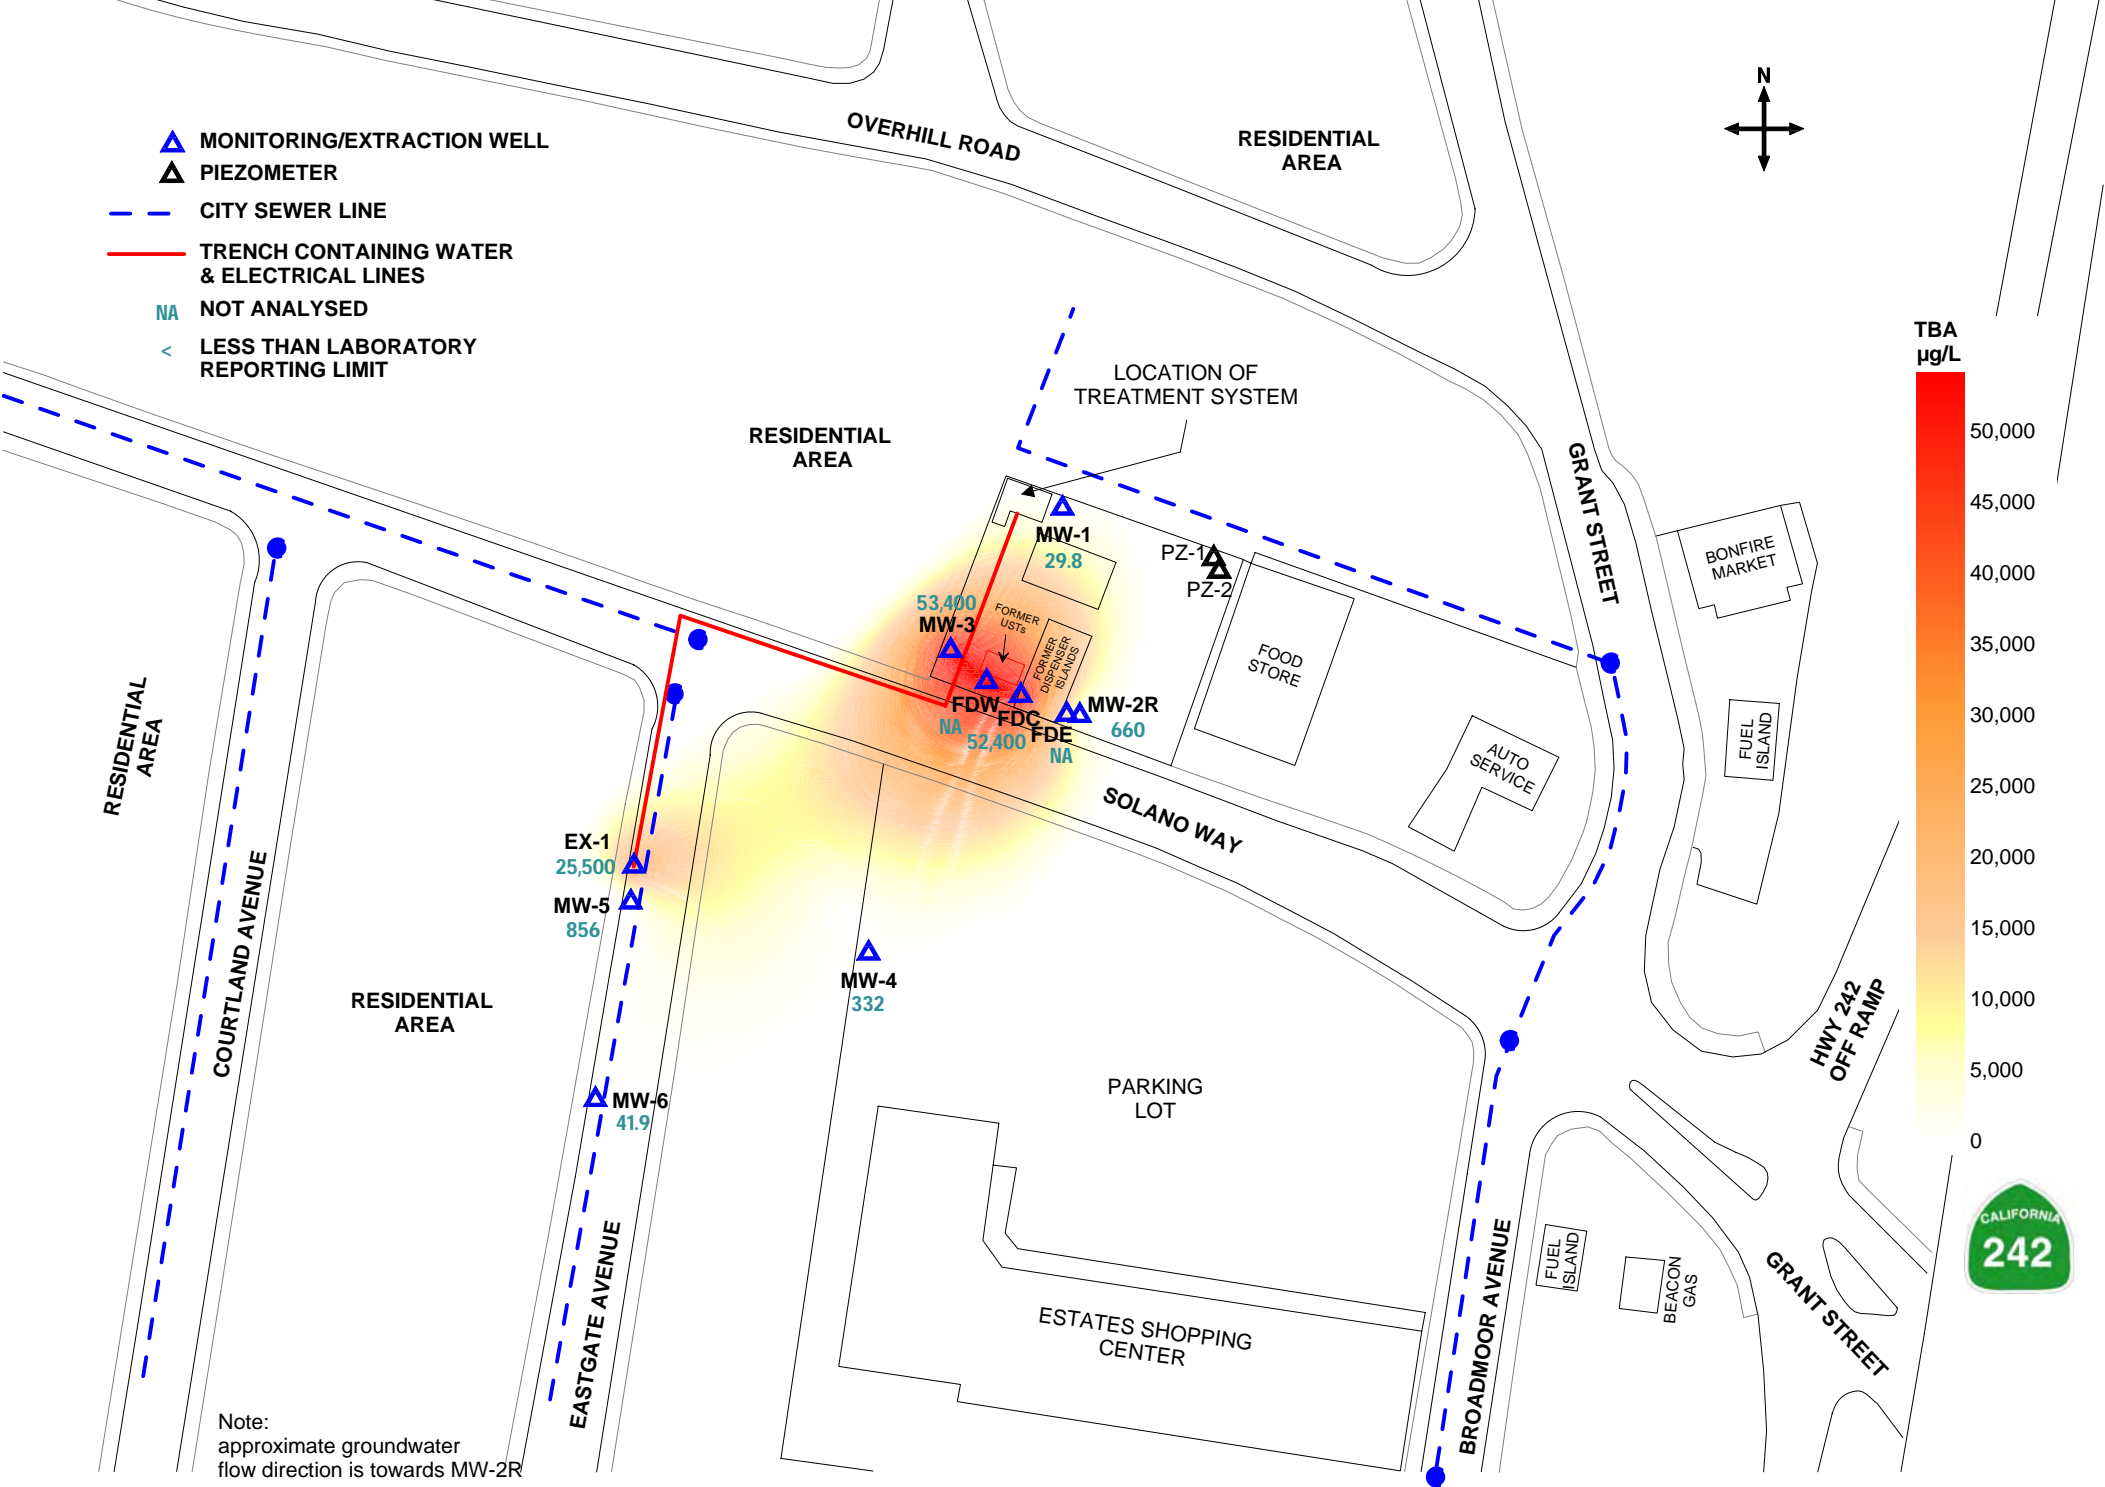 MONITORING/EXTRACTION WELL
PIEZOMETER
CITY SEWER LINE
TRENCH CONTAINING WATER
& ELECTRICAL LINES
NA NOT ANALYSED
< LESS THAN LABORATORY
REPORTING LIMIT
OVERHILL ROAD
RESIDENTIAL
AREA
N
TBA
µg/L
50,000
45,000
40,000
35,000
30,000
25,000
20,000
15,000
10,000
5,000
0
LOCATION OF
TREATMENT SYSTEM
RESIDENTIAL
AREA
GRANT STREET
BONFIRE
MARKET
MW-1
29.8
PZ-1
PZ-2
53,400
MW-3
FORMER
USTs
FORMER
DISPENSER
ISLANDS
FOOD
STORE
FDW
NA
FDC
52,400
FDE
NA
MW-2R
660
AUTO
SERVICE
FUEL
ISLAND
SOLANO WAY
RESIDENTIAL
AREA
EX-1
25,500
MW-5
856
COURTLAND AVENUE
MW-4
332
RESIDENTIAL
AREA
HWY 242
OFF RAMP
MW-6
41.9
PARKING
LOT
CALIFORNIA
242
EASTGATE AVENUE
ESTATES SHOPPING
CENTER
BROADMOOR AVENUE
FUEL
ISLAND
BEACON
GAS
GRANT STREET
Note:
approximate groundwater
flow direction is towards MW-2R